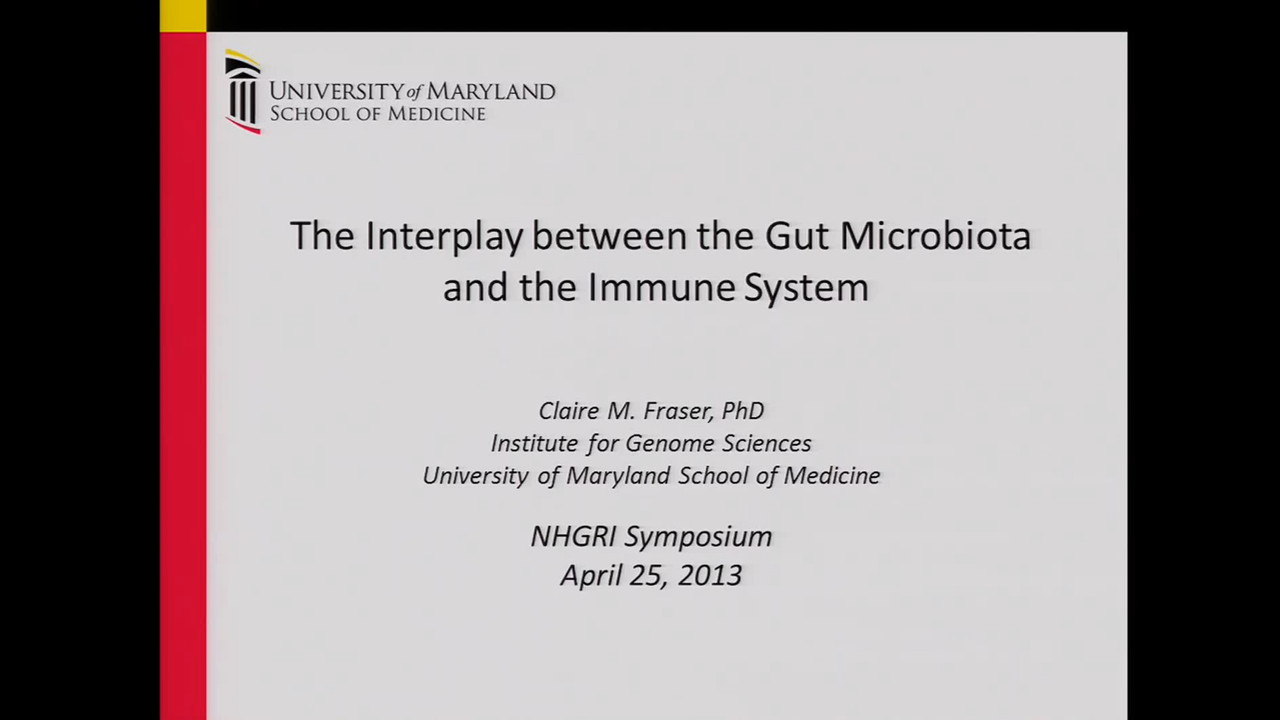 UNIVERSITY of MARYLAND
SCHOOL OF MEDICINE
The Interplay between the Gut Microbiota
and the Immune System
Claire M. Fraser, PhD
Institute for Genome Sciences
University of Maryland School of Medicine
NHGRI Symposium
April 25, 2013